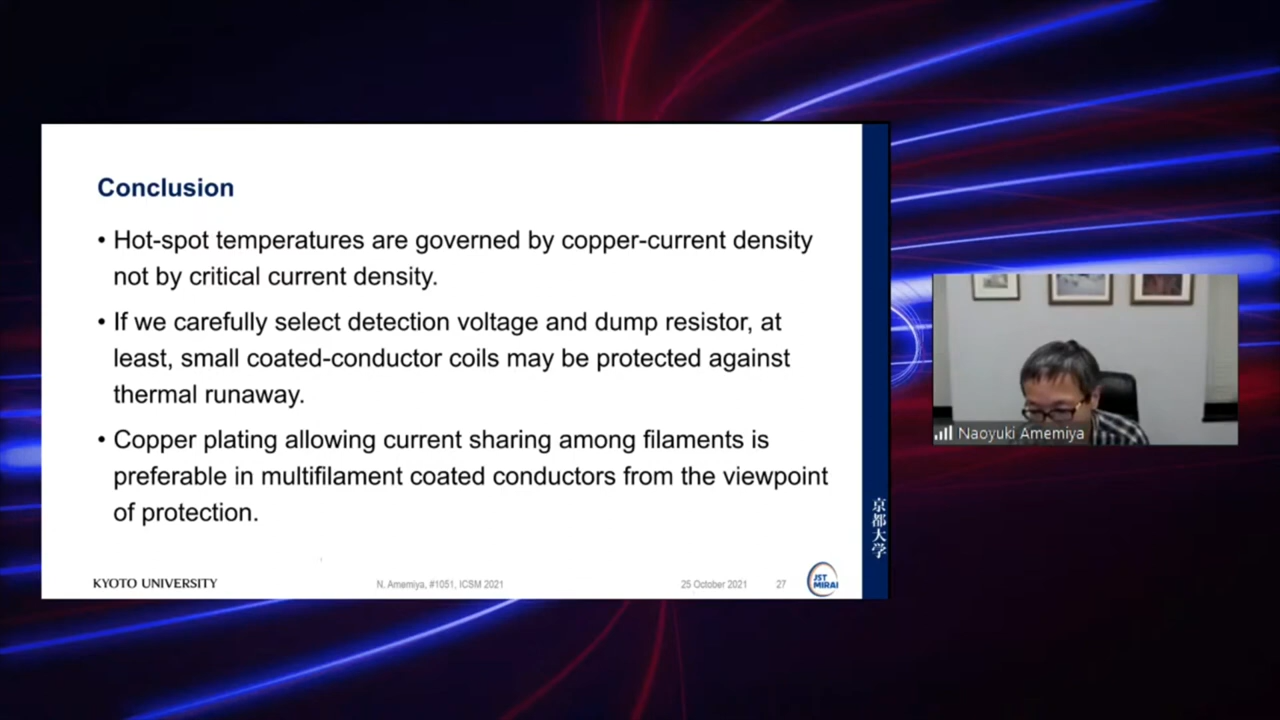 Conclusion
• Hot-spot temperatures are governed by copper-current density
not by critical current density.
• If we carefully select detection voltage and dump resistor, at
least, small coated-conductor coils may be protected against
thermal runaway.
• Copper plating allowing current sharing among filaments is
preferable in multifilament coated conductors from the viewpoint
of protection.
KYOTO UNIVERSITY
N. Amemiya, #1051, ICSM 2021
25 October 2021
27
JST
MIRAI
京都大学
Naoyuki Amemiya